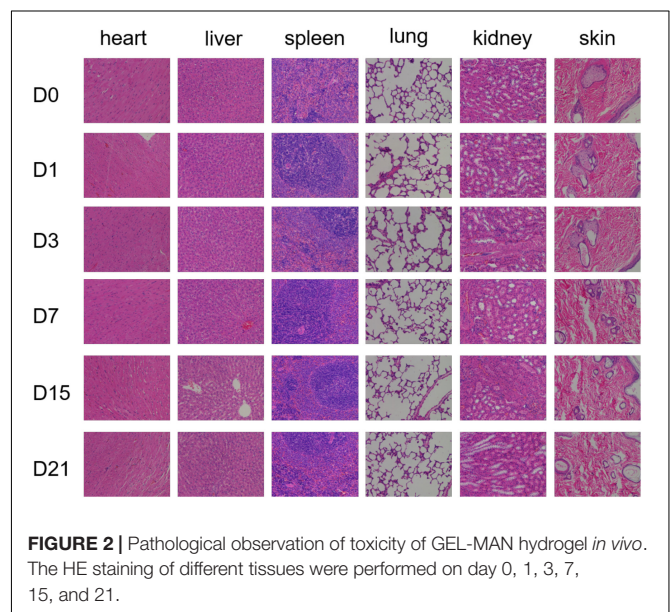 heart liver spleen lung kidney skin
D0
D1
D3
D7
D15
D21
FIGURE 2 | Pathological observation of toxicity of GEL-MAN hydrogel in vivo.
The HE staining of different tissues were performed on day 0, 1, 3, 7,
15, and 21.